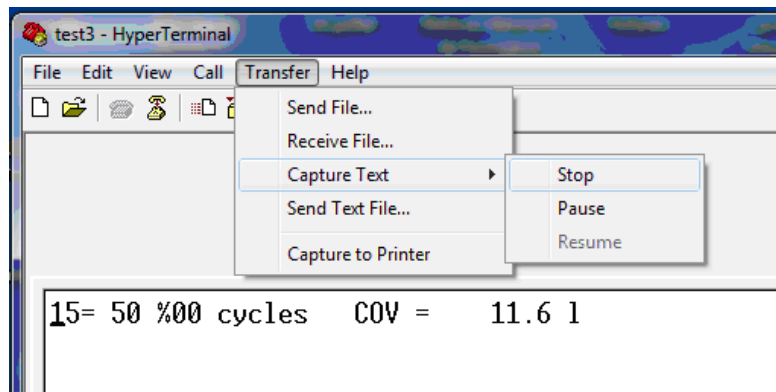 test3 - HyperTerminal
File Edit View Call Transfer Help
Send File...
Receive File...
Capture Text
Stop
Send Text File...
Pause
Resume
Capture to Printer
15= 50 %00 cycles COV = 11.6 l